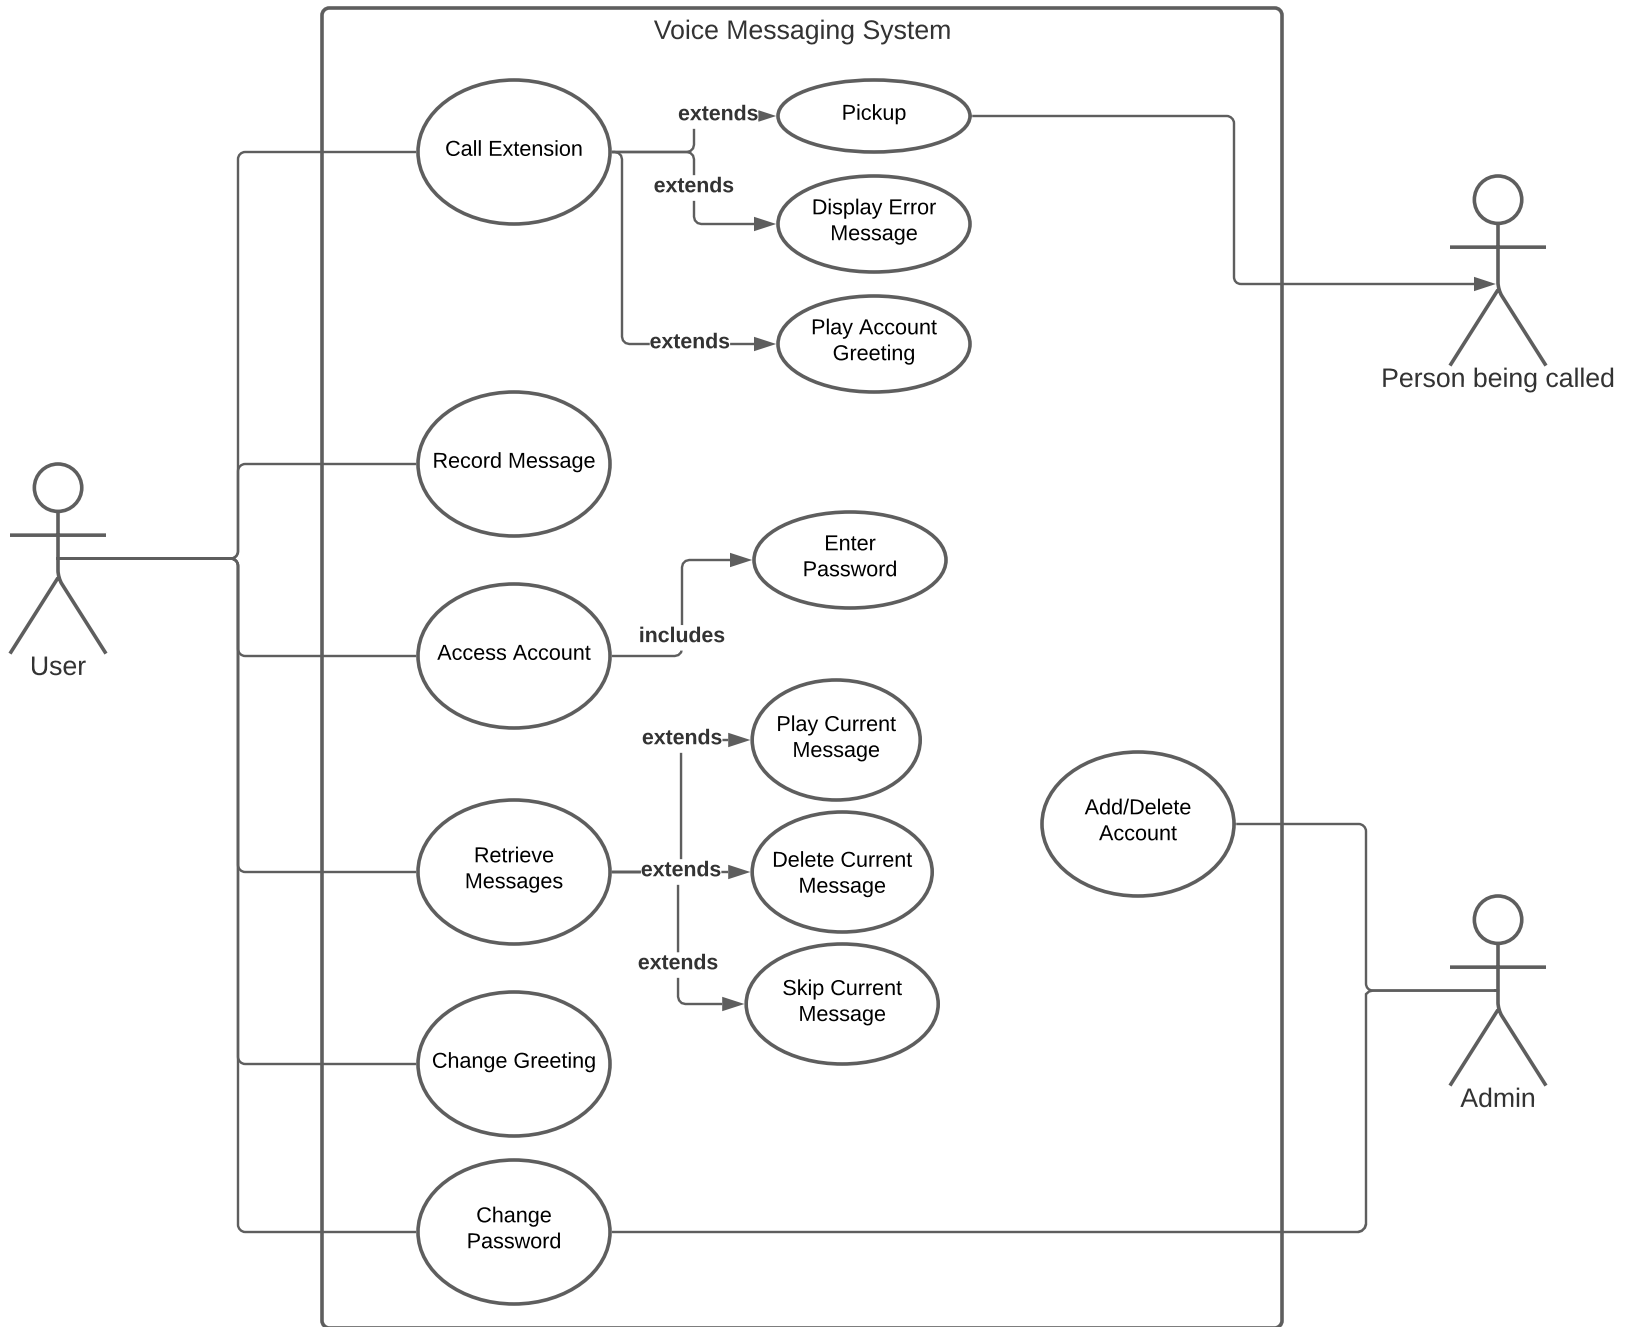 Voice Messaging System
Call Extension
extends
Pickup
extends
Display Error
Message
extends
Play Account
Greeting
Person being called
Record Message
User
Enter
Password
Access Account
includes
extends
Play Current
Message
Add/Delete
Account
Retrieve
Messages
extends
Delete Current
Message
extends
Skip Current
Message
Change Greeting
Admin
Change
Password